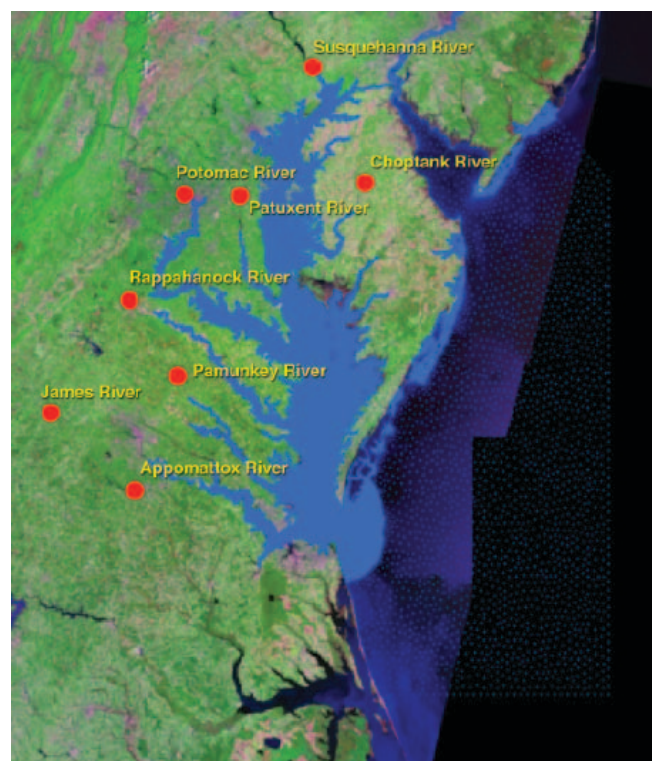 Susquehanna River
Choptank River
Potomac River
Patuxent River
Rappahanock River
Pamunkey River
James River
Appomattox River